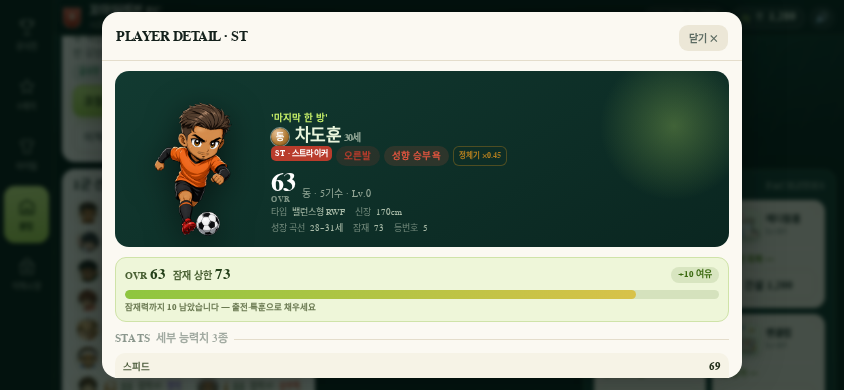 PLAYER DETAIL · ST
닫기 ✕
'마지막 한 방'
동 차도훈 30세
ST · 스트라이커 오른발 성향 승부욕 정체기 ×0.45
63 동 · 5기수 · Lv.0
OVR
타입 밸런스형 RWF 신장 170cm
성장 곡선 28–31세 잠재 73 등번호 5
OVR 63 잠재 상한 73 +10 여유
잠재력까지 10 남았습니다 — 출전·특훈으로 채우세요
STATS 세부 능력치 3종
스피드 69